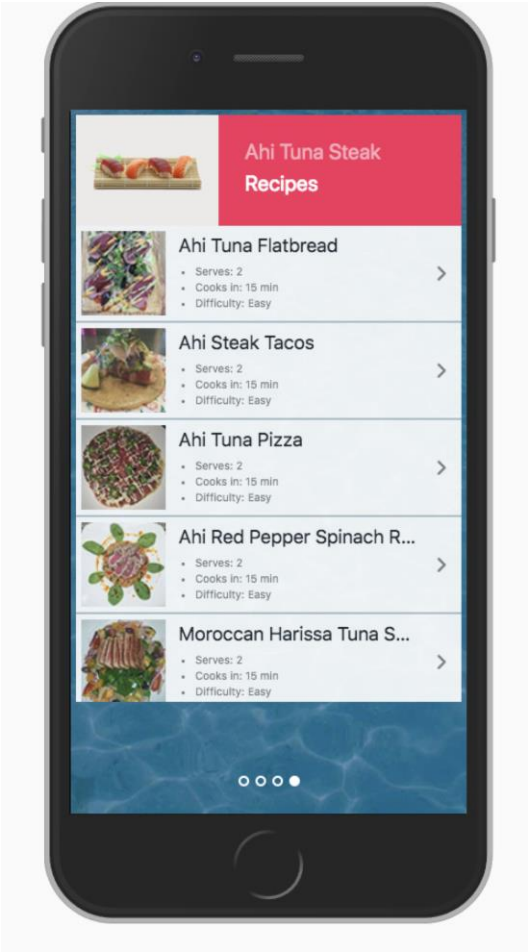 Ahi Tuna Steak
Recipes
Ahi Tuna Flatbread
• Serves: 2
• Cooks in: 15 min
• Difficulty: Easy
Ahi Steak Tacos
• Serves: 2
• Cooks in: 15 min
• Difficulty: Easy
Ahi Tuna Pizza
• Serves: 2
• Cooks in: 15 min
• Difficulty: Easy
Ahi Red Pepper Spinach R...
• Serves: 2
• Cooks in: 15 min
• Difficulty: Easy
Moroccan Harissa Tuna S...
• Serves: 2
• Cooks in: 15 min
• Difficulty: Easy